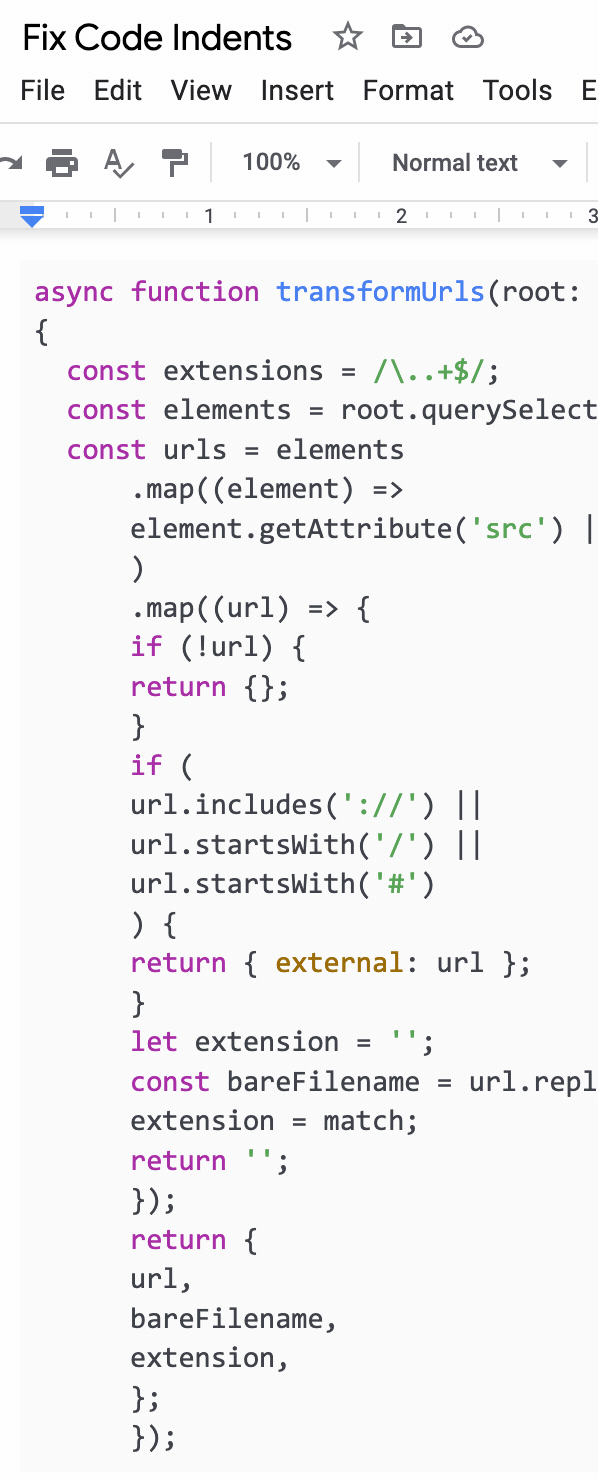 Fix Code Indents
File Edit View Insert Format Tools E
100% Normal text
1 2 3
async function transformUrls(root:
{
  const extensions = /\..+$/;
  const elements = root.querySelect
  const urls = elements
      .map((element) =>
      element.getAttribute('src') |
      )
      .map((url) => {
      if (!url) {
      return {};
      }
      if (
      url.includes('://') ||
      url.startsWith('/') ||
      url.startsWith('#')
      ) {
      return { external: url };
      }
      let extension = '';
      const bareFilename = url.repl
      extension = match;
      return '';
      });
      return {
      url,
      bareFilename,
      extension,
      };
      });